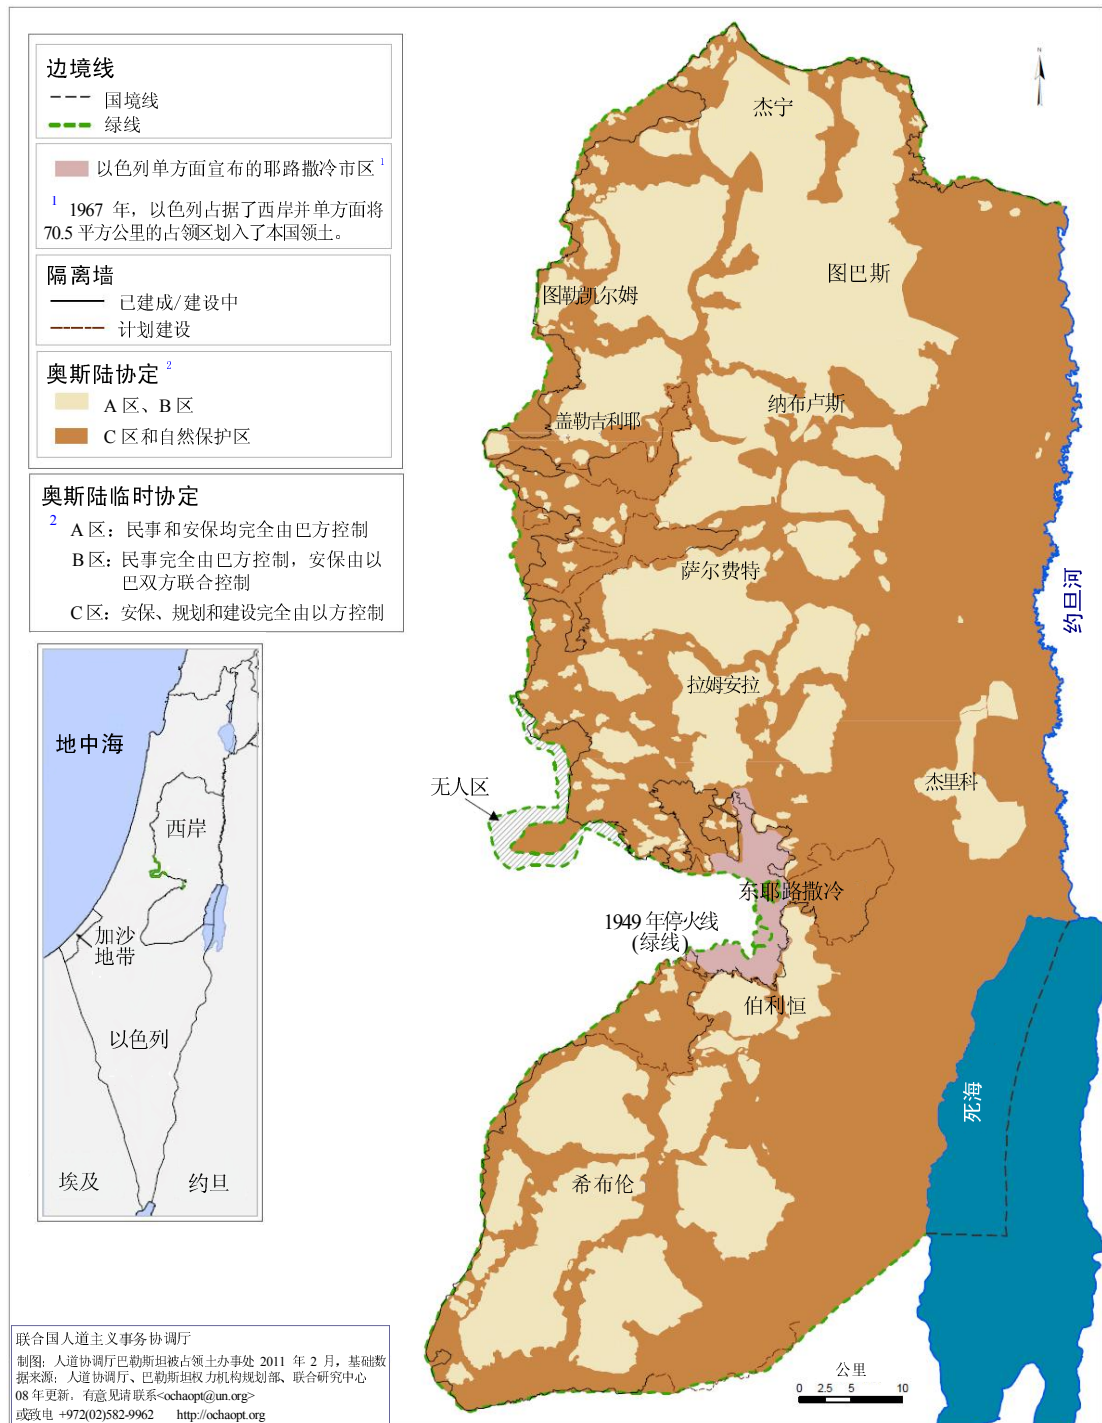 边境线
国境线
绿线
以色列单方面宣布的耶路撒冷市区 1
1 1967 年，以色列占据了西岸并单方面将
70.5 平方公里的占领区划入了本国领土。
隔离墙
已建成/建设中
计划建设
奥斯陆协定 2
A 区、B 区
C 区和自然保护区
奥斯陆临时协定
2 A 区：民事和安保均完全由巴方控制
B 区：民事完全由巴方控制，安保由以
巴双方联合控制
C 区：安保、规划和建设完全由以方控制
地中海
西岸
加沙
地带
以色列
埃及
约旦
N
杰宁
图巴斯
图勒凯尔姆
纳布卢斯
盖勒吉利耶
萨尔费特
约旦河
拉姆安拉
杰里科
无人区
东耶路撒冷
1949 年停火线
(绿线)
伯利恒
死海
希布伦
公里
0 2.5 5 10
联合国人道主义事务协调厅
制图：人道协调厅巴勒斯坦被占领土办事处 2011 年 2 月，基础数
据来源：人道协调厅、巴勒斯坦权力机构规划部、联合研究中心
08 年更新。有意见请联系<ochaopt@un.org>
或致电 +972(02)582-9962 http://ochaopt.org